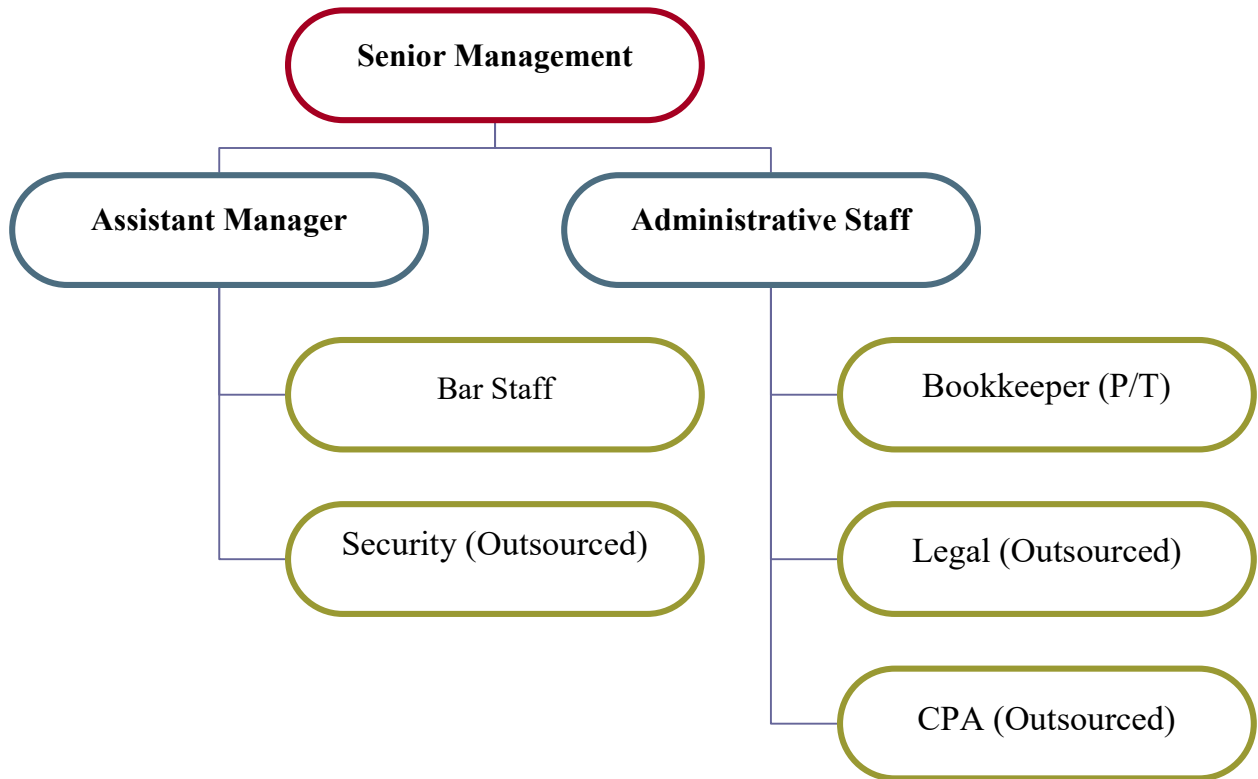 Senior Management
Assistant Manager
Administrative Staff
Bar Staff
Bookkeeper (P/T)
Security (Outsourced)
Legal (Outsourced)
CPA (Outsourced)